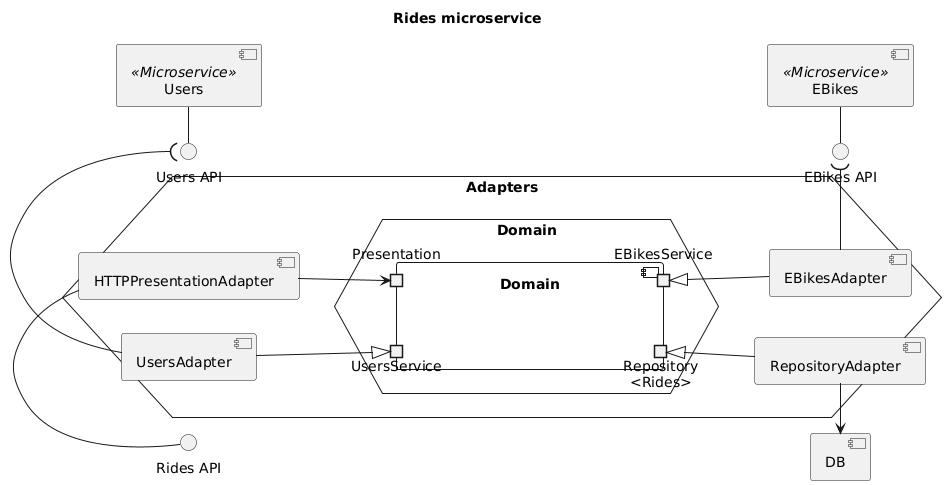 Rides microservice
«Microservice»
Users
«Microservice»
EBikes
Users API
EBikes API
Adapters
Domain
Presentation
EBikesService
HTTPPresentationAdapter
Domain
EBikesAdapter
UsersAdapter
UsersService
Repository
<Rides>
RepositoryAdapter
Rides API
DB